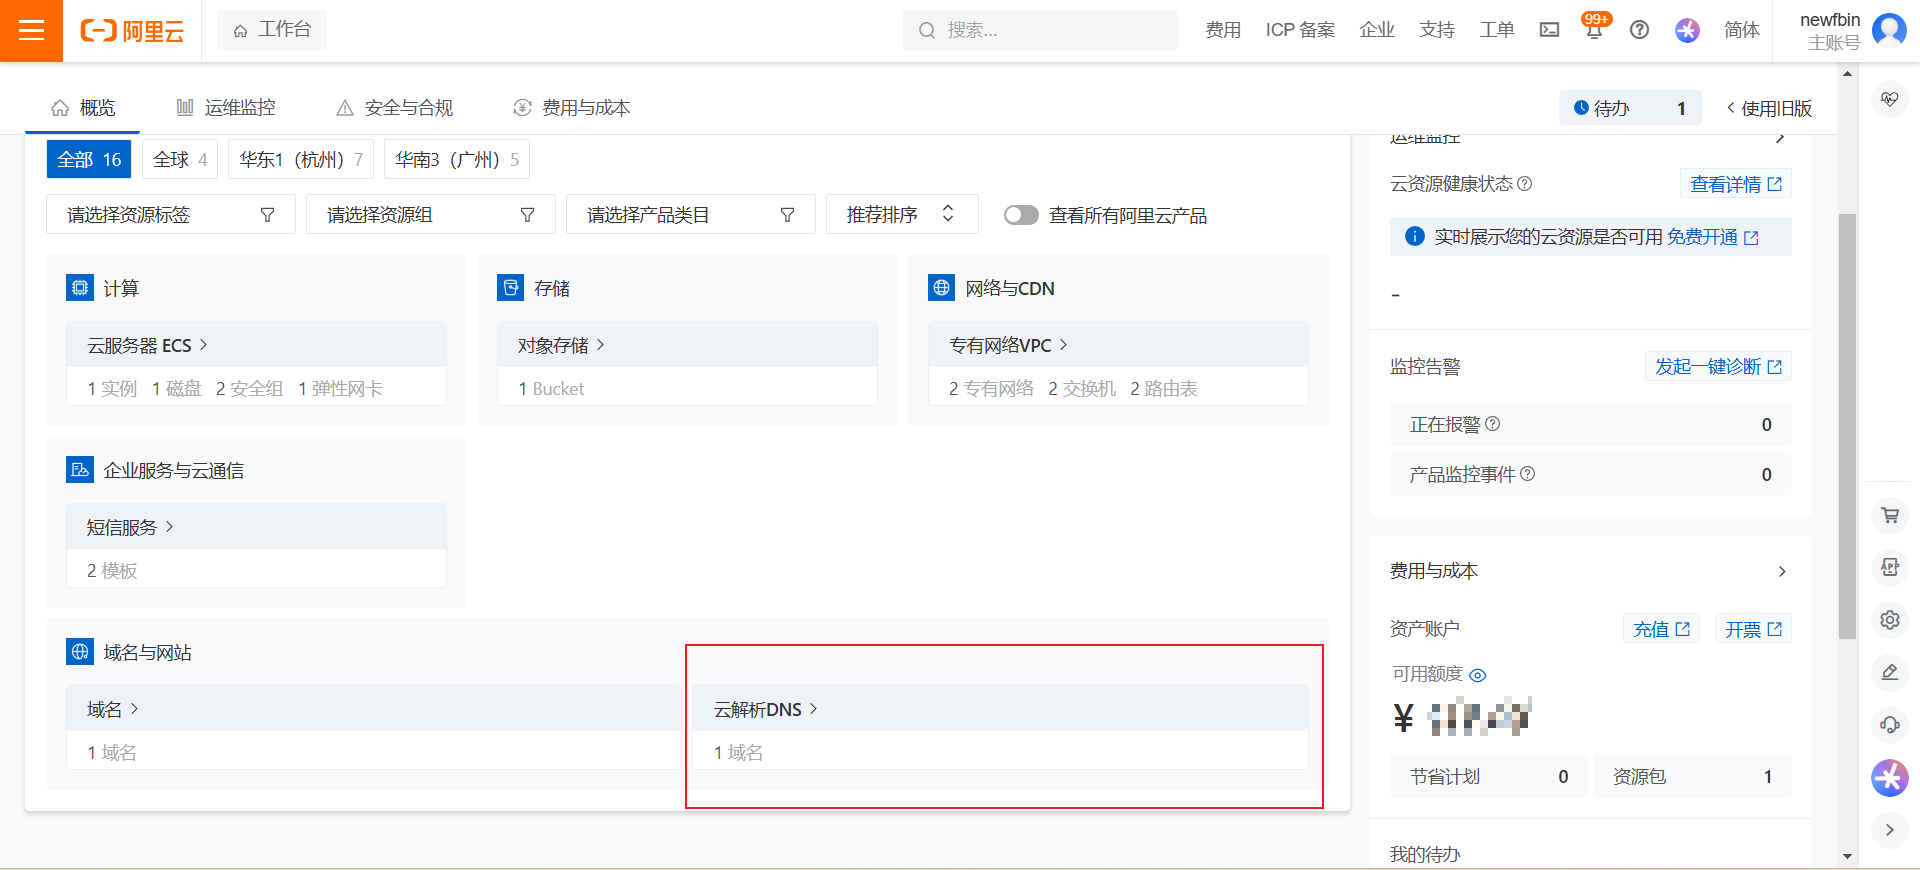 阿里云
工作台
搜索...
费用
ICP 备案
企业
支持
工单
99+
简体
newfbin
主账号
概览
运维监控
安全与合规
费用与成本
待办 1
使用旧版
全部 16
全球 4
华东1（杭州） 7
华南3（广州） 5
请选择资源标签
请选择资源组
请选择产品类目
推荐排序
查看所有阿里云产品
计算
云服务器 ECS
1 实例 1 磁盘 2 安全组 1 弹性网卡
存储
对象存储
1 Bucket
网络与CDN
专有网络VPC
2 专有网络 2 交换机 2 路由表
企业服务与云通信
短信服务
2 模板
域名与网站
域名
1 域名
云解析DNS
1 域名
运维监控
云资源健康状态
查看详情
实时展示您的云资源是否可用 免费开通
-
监控告警
发起一键诊断
正在报警 0
产品监控事件 0
费用与成本
资产账户
充值
开票
可用额度
¥
节省计划 0
资源包 1
我的待办
APP